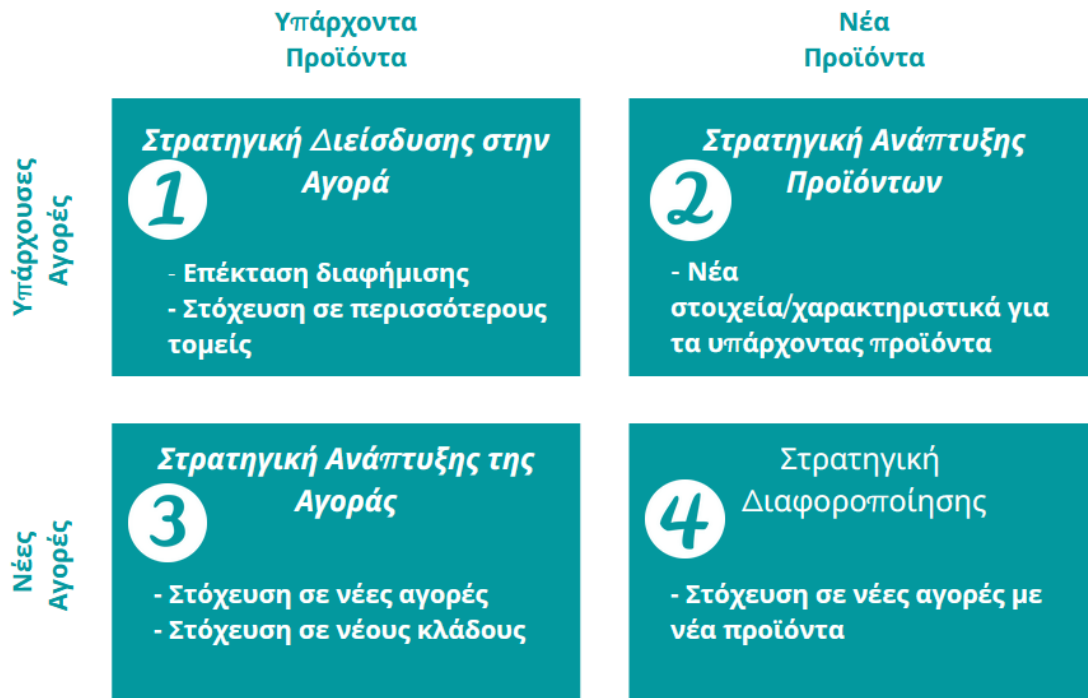 Υπάρχοντα
Προϊόντα
Νέα
Προϊόντα
Υπάρχουσες
Αγορές
Στρατηγική Διείσδυσης στην
Αγορά
1
- Επέκταση διαφήμισης
- Στόχευση σε περισσότερους
τομείς
Στρατηγική Ανάπτυξης
Προϊόντων
2
- Νέα
στοιχεία/χαρακτηριστικά για
τα υπάρχοντας προϊόντα
Νέες
Αγορές
Στρατηγική Ανάπτυξης της
Αγοράς
3
- Στόχευση σε νέες αγορές
- Στόχευση σε νέους κλάδους
Στρατηγική
Διαφοροποίησης
4
- Στόχευση σε νέες αγορές με
νέα προϊόντα